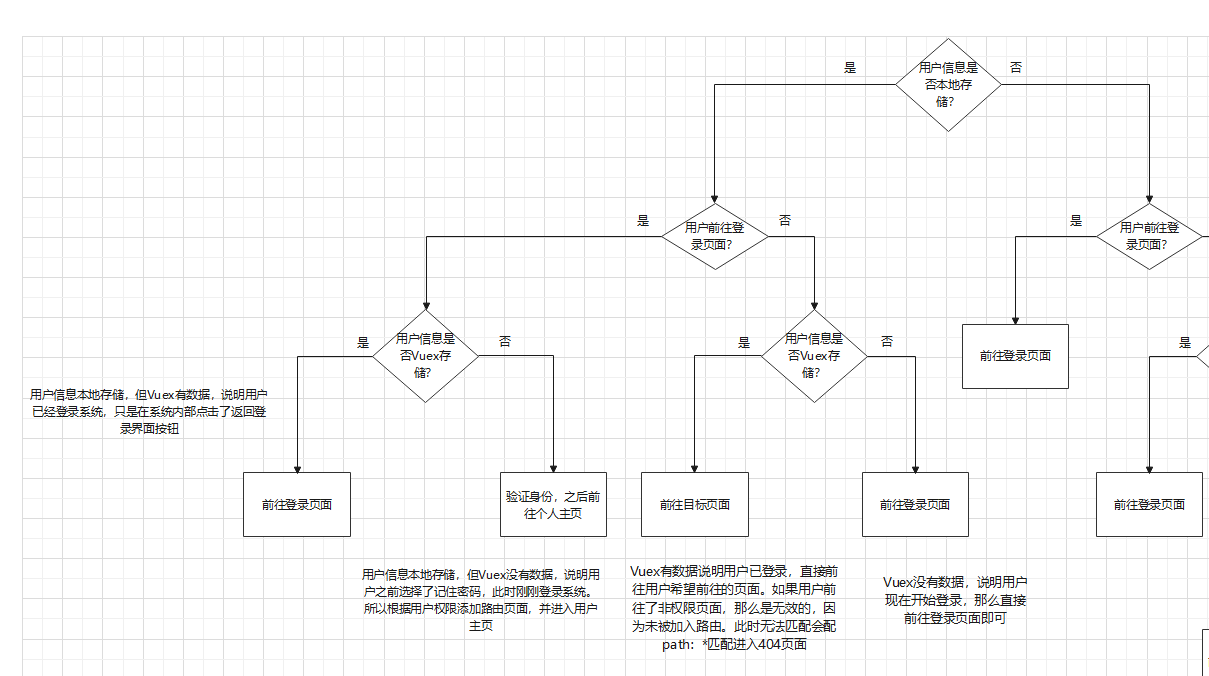 是
用户信息是
否本地存
储？
否
是
用户前往登
录页面？
否
是
用户前往登
录页面？
是
用户信息是
否Vuex存
储？
否
是
用户信息是
否Vuex存
储？
否
前往登录页面
是
用户信息本地存储，但Vuex有数据，说明用户
已经登录系统，只是在系统内部点击了返回登
录界面按钮
前往登录页面
验证身份，之后前
往个人主页
前往目标页面
前往登录页面
前往登录页面
用户信息本地存储，但Vuex没有数据，说明用
户之前选择了记住密码，此时刚刚登录系统。
所以根据用户权限添加路由页面，并进入用户
主页
Vuex有数据说明用户已登录，直接前
往用户希望前往的页面。如果用户前
往了非权限页面，那么是无效的，因
为未被加入路由。此时无法匹配会配
path：*匹配进入404页面
Vuex没有数据，说明用户
现在开始登录，那么直接
前往登录页面即可